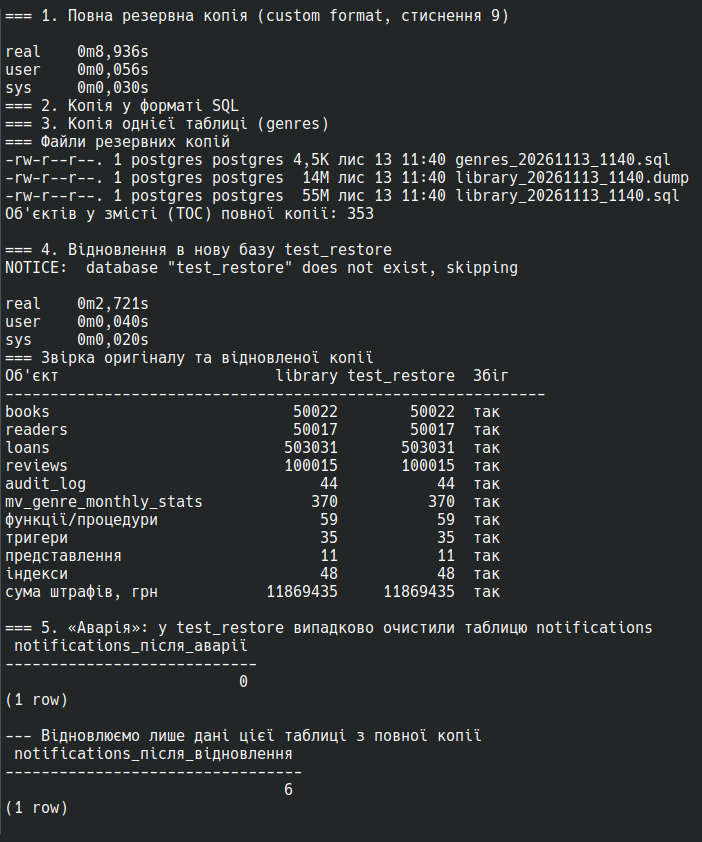 === 1. Повна резервна копія (custom format, стиснення 9)
real    0m8,936s
user    0m0,056s
sys     0m0,030s
=== 2. Копія у форматі SQL
=== 3. Копія однієї таблиці (genres)
=== Файли резервних копій
-rw-r--r--. 1 postgres postgres 4,5K лис 13 11:40 genres_20261113_1140.sql
-rw-r--r--. 1 postgres postgres  14M лис 13 11:40 library_20261113_1140.dump
-rw-r--r--. 1 postgres postgres  55M лис 13 11:40 library_20261113_1140.sql
Об'єктів у змісті (TOC) повної копії: 353
=== 4. Відновлення в нову базу test_restore
NOTICE:  database "test_restore" does not exist, skipping
real    0m2,721s
user    0m0,040s
sys     0m0,020s
=== Звірка оригіналу та відновленої копії
Об'єкт                        library test_restore  Збіг
------------------------------------------------------------
books                           50022        50022  так
readers                         50017        50017  так
loans                          503031       503031  так
reviews                        100015       100015  так
audit_log                          44           44  так
mv_genre_monthly_stats            370          370  так
функції/процедури                  59           59  так
тригери                            35           35  так
представлення                      11           11  так
індекси                            48           48  так
сума штрафів, грн            11869435     11869435  так
=== 5. «Аварія»: у test_restore випадково очистили таблицю notifications
 notifications_після_аварії
----------------------------
                          0
(1 row)
--- Відновлюємо лише дані цієї таблиці з повної копії
 notifications_після_відновлення
---------------------------------
                               6
(1 row)